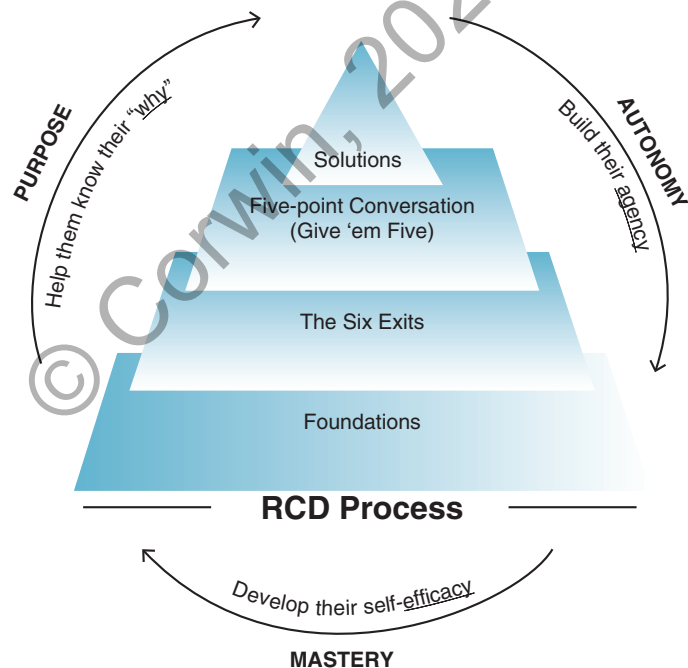 PURPOSE
Help them know their “why”
AUTONOMY
Build their agency
Solutions
Five-point Conversation
(Give ‘em Five)
The Six Exits
Foundations
RCD Process
Develop their self-efficacy
MASTERY
© Corwin, 202